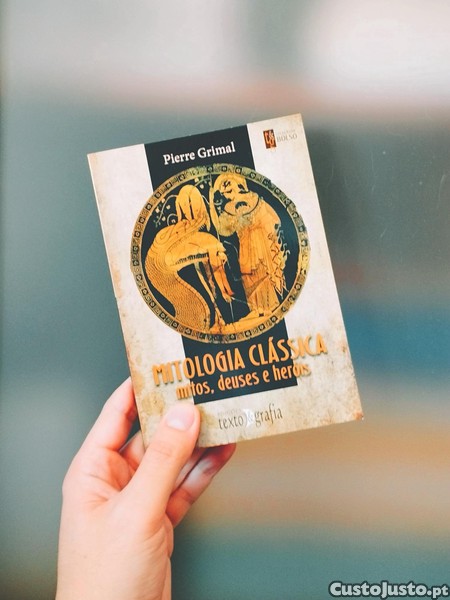 Pierre Grimal
MITOLOGIA CLÁSSICA
mitos, deuses e heróis
texto grafia
CustoJusto.pt